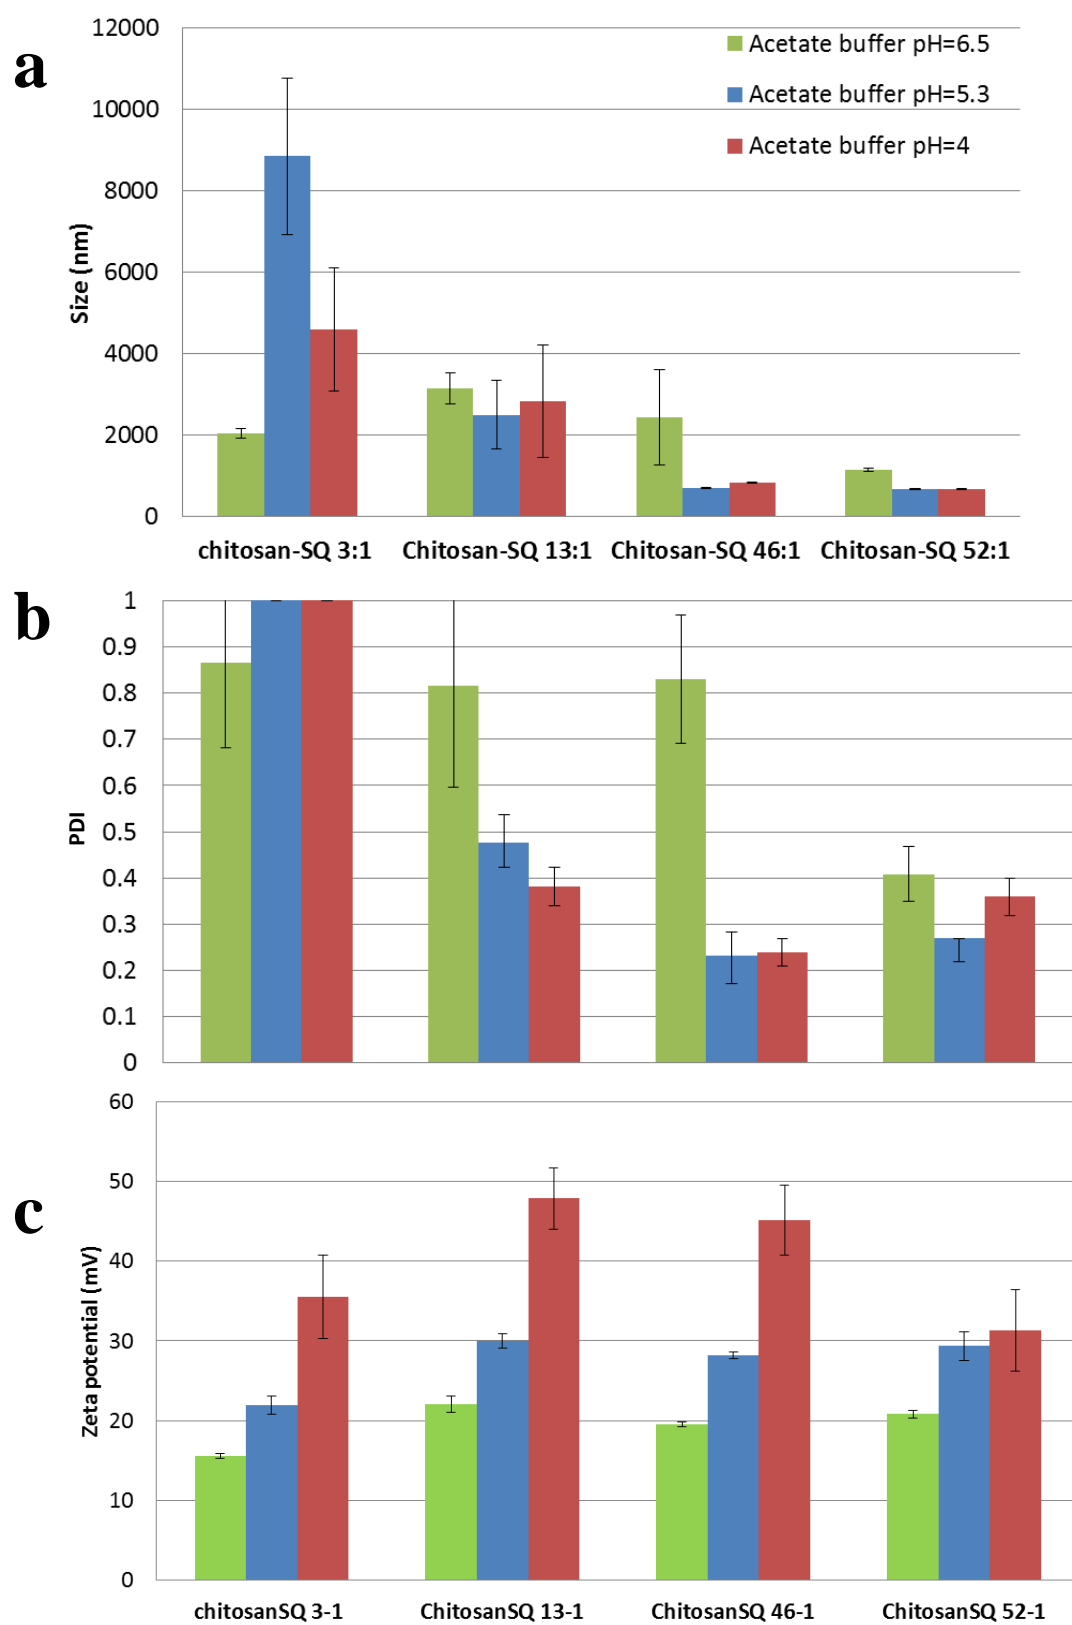 a
12000
10000
8000
6000
4000
2000
0
Size (nm)
Acetate buffer pH=6.5
Acetate buffer pH=5.3
Acetate buffer pH=4
chitosan-SQ 3:1 Chitosan-SQ 13:1 Chitosan-SQ 46:1 Chitosan-SQ 52:1
b
1
0.9
0.8
0.7
0.6
0.5
0.4
0.3
0.2
0.1
0
PDI
c
60
50
40
30
20
10
0
Zeta potential (mV)
chitosanSQ 3-1 ChitosanSQ 13-1 ChitosanSQ 46-1 ChitosanSQ 52-1